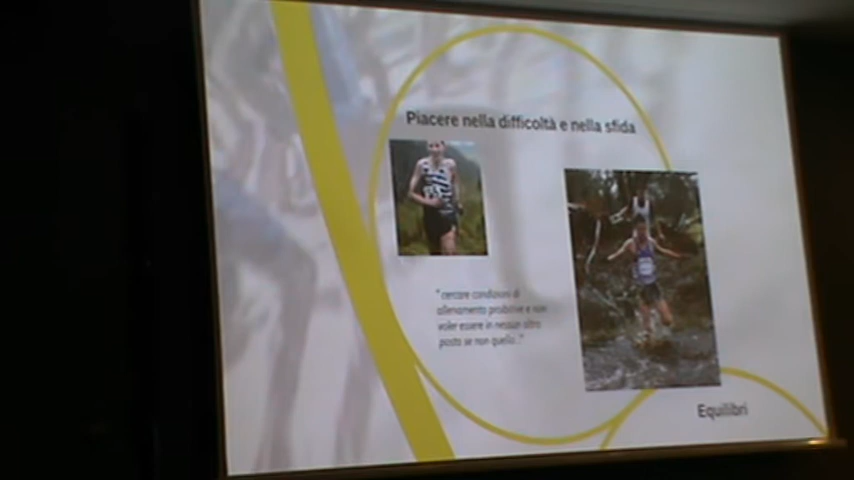 Piacere nella difficoltà e nella sfida
" cercare condizioni di
allenamento proibitive e non
voler essere in nessun altro
posto se non quello.."
Equilibri